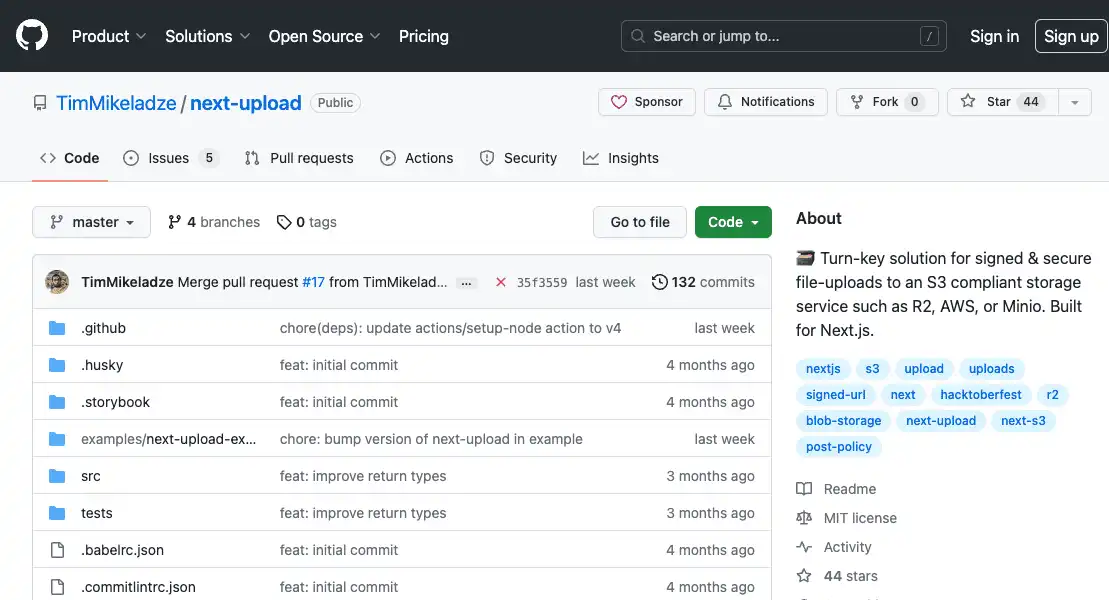 Product Solutions Open Source Pricing Search or jump to... / Sign in Sign up
TimMikeladze / next-upload Public Sponsor Notifications Fork 0 Star 44
Code Issues 5 Pull requests Actions Security Insights
master 4 branches 0 tags Go to file Code
TimMikeladze Merge pull request #17 from TimMikelad... ... 35f3559 last week 132 commits
.github chore(deps): update actions/setup-node action to v4 last week
.husky feat: initial commit 4 months ago
.storybook feat: initial commit 4 months ago
examples/next-upload-ex... chore: bump version of next-upload in example last week
src feat: improve return types 3 months ago
tests feat: improve return types 3 months ago
.babelrc.json feat: initial commit 4 months ago
.commitlintrc.json feat: initial commit 4 months ago
About
Turn-key solution for signed & secure
file-uploads to an S3 compliant storage
service such as R2, AWS, or Minio. Built
for Next.js.
nextjs s3 upload uploads
signed-url next hacktoberfest r2
blob-storage next-upload next-s3
post-policy
Readme
MIT license
Activity
44 stars